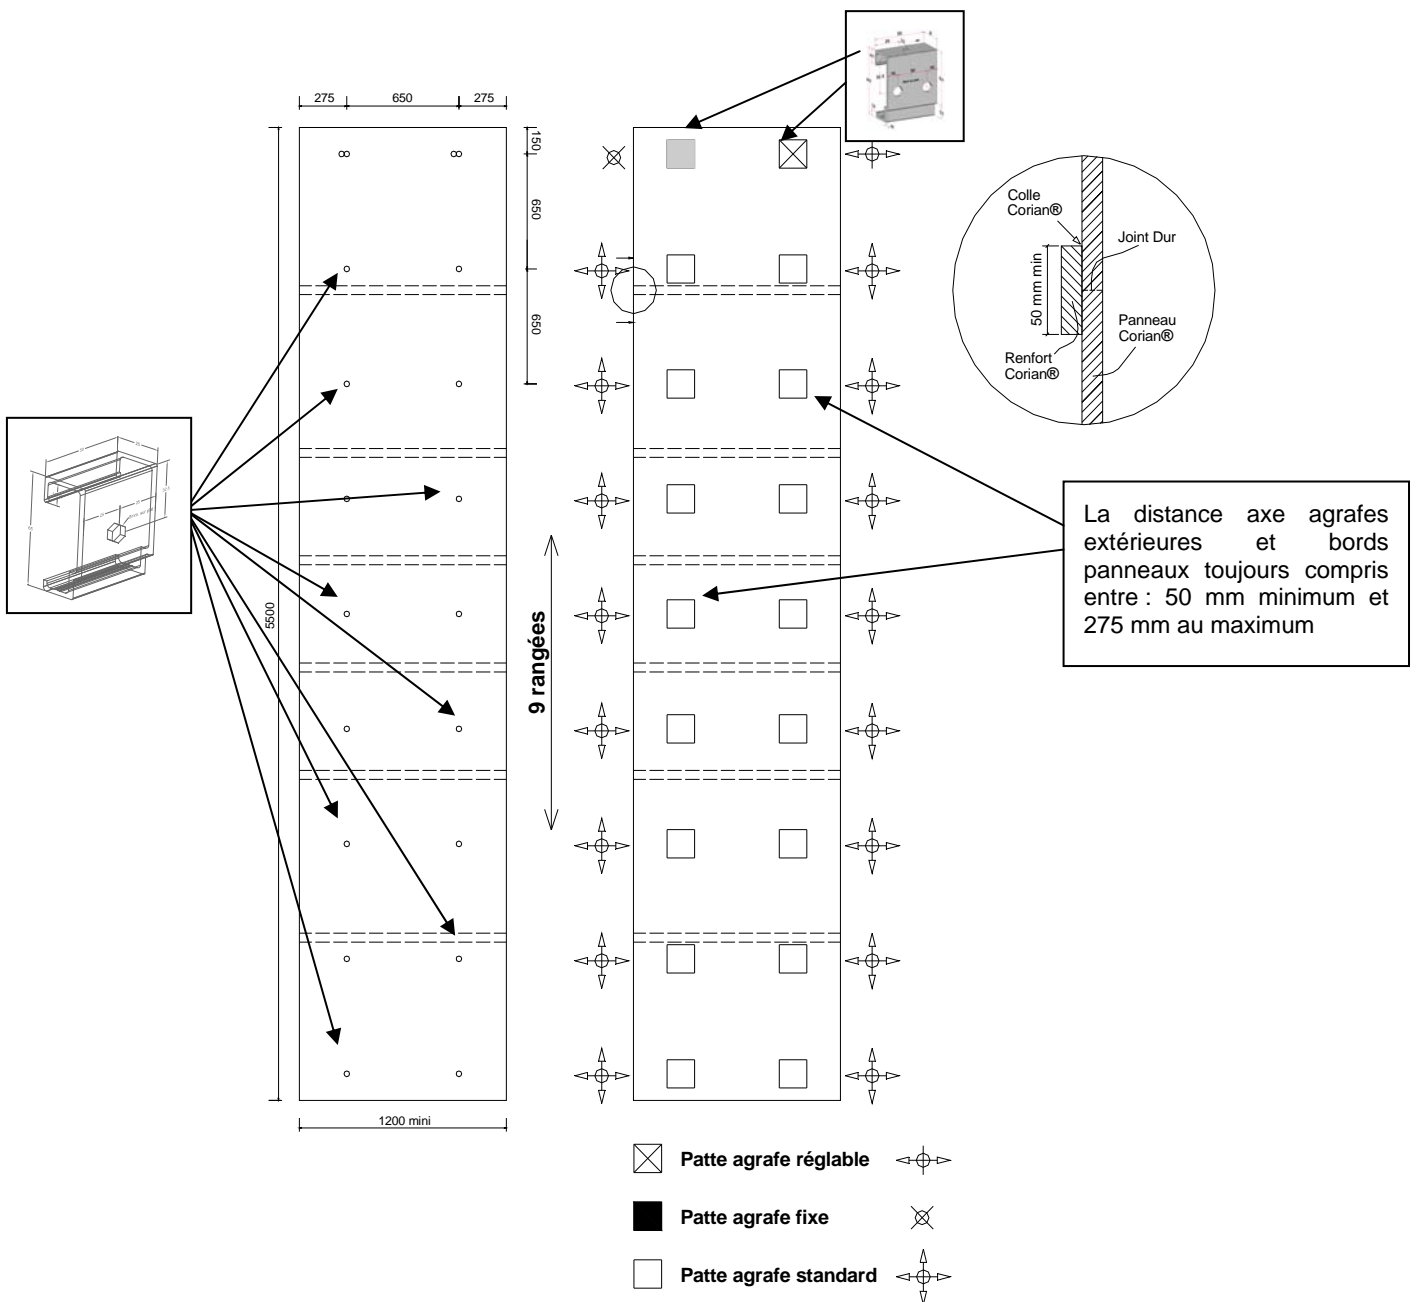 275
650
275
150
650
650
5500
1200 mini
9 rangées
Colle
Corian®
Joint Dur
50 mm min
Panneau
Corian®
Renfort
Corian®
La distance axe agrafes
extérieures et bords
panneaux toujours compris
entre : 50 mm minimum et
275 mm au maximum
Patte agrafe réglable
Patte agrafe fixe
Patte agrafe standard